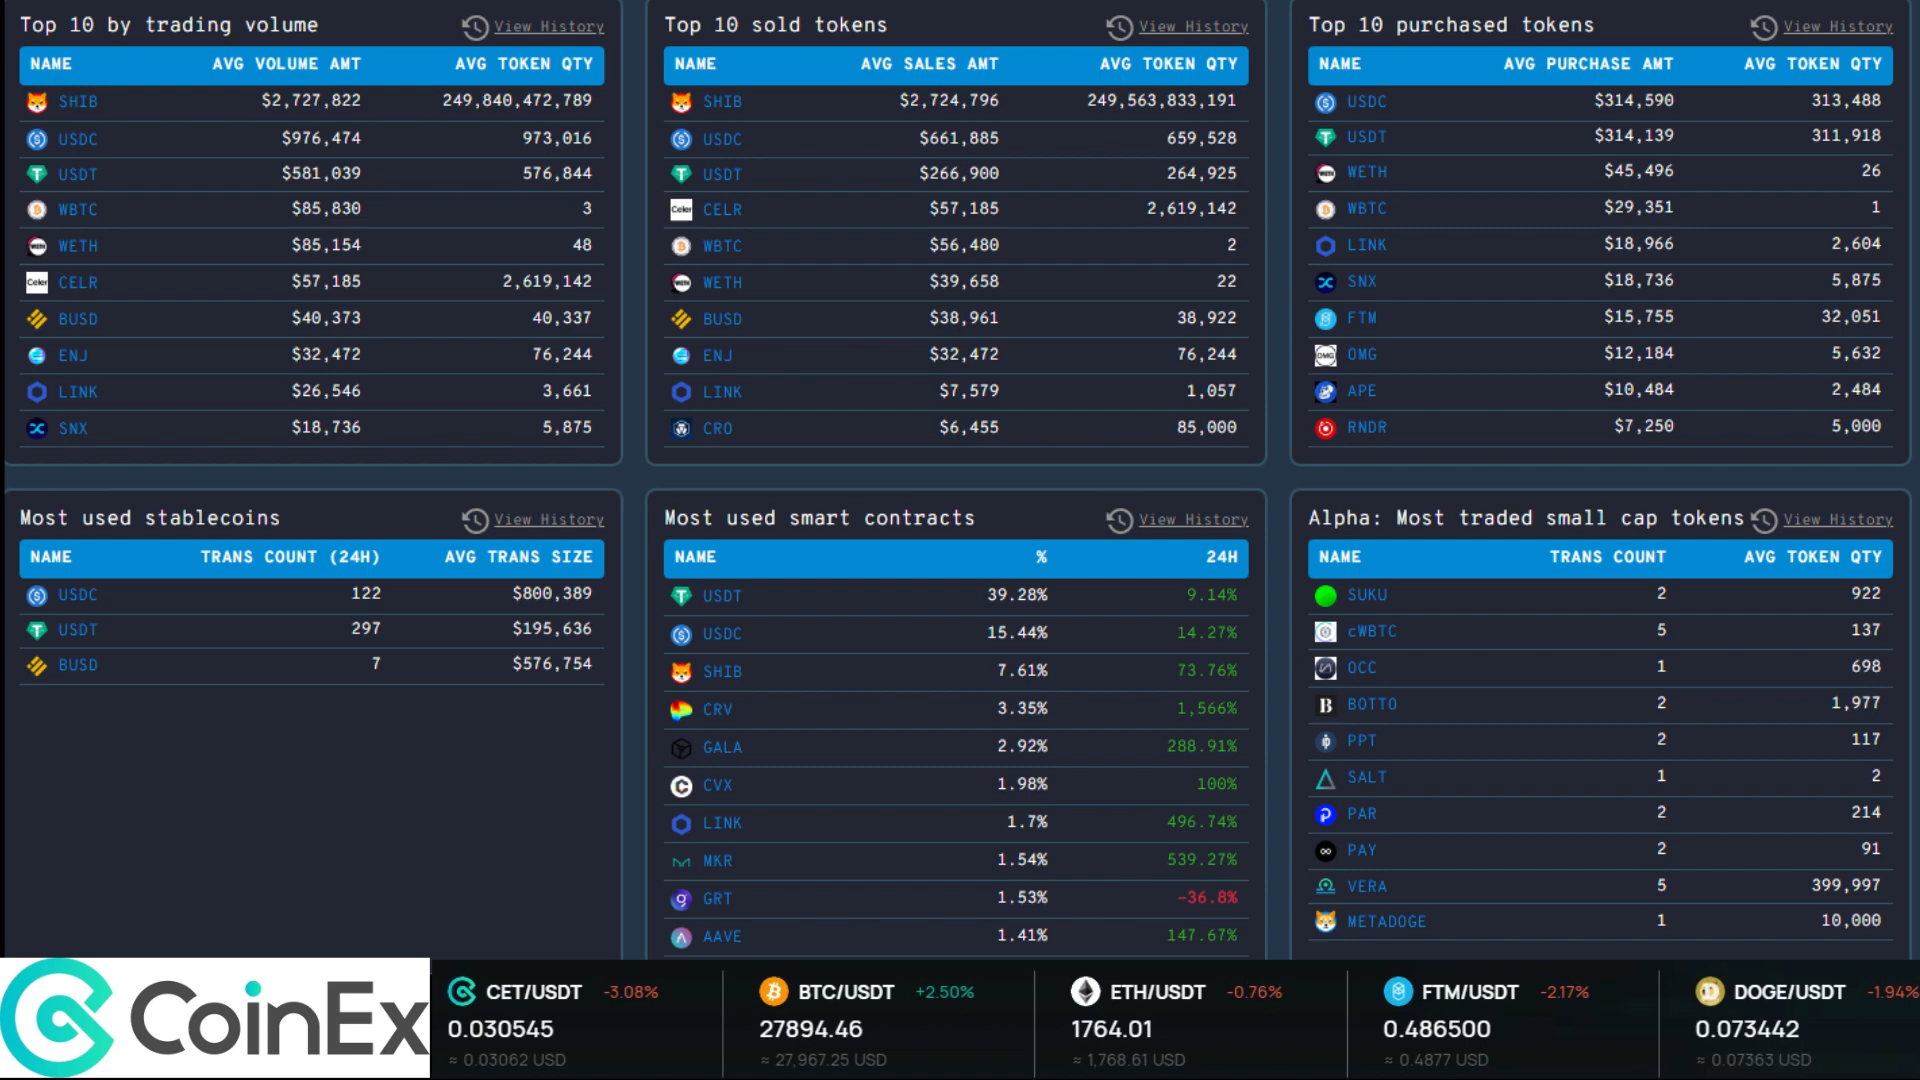 Top 10 by trading volume
View History
NAME AVG VOLUME AMT AVG TOKEN QTY
SHIB $2,727,822 249,840,472,789
USDC $976,474 973,016
USDT $581,039 576,844
WBTC $85,830 3
WETH $85,154 48
CELR $57,185 2,619,142
BUSD $40,373 40,337
ENJ $32,472 76,244
LINK $26,546 3,661
SNX $18,736 5,875
Top 10 sold tokens
View History
NAME AVG SALES AMT AVG TOKEN QTY
SHIB $2,724,796 249,563,833,191
USDC $661,885 659,528
USDT $266,900 264,925
Celer CELR $57,185 2,619,142
WBTC $56,480 2
WETH $39,658 22
BUSD $38,961 38,922
ENJ $32,472 76,244
LINK $7,579 1,057
CRO $6,455 85,000
Top 10 purchased tokens
View History
NAME AVG PURCHASE AMT AVG TOKEN QTY
USDC $314,590 313,488
USDT $314,139 311,918
WETH $45,496 26
WBTC $29,351 1
LINK $18,966 2,604
SNX $18,736 5,875
FTM $15,755 32,051
OMG $12,184 5,632
APE $10,484 2,484
RNDR $7,250 5,000
Most used stablecoins
View History
NAME TRANS COUNT (24H) AVG TRANS SIZE
USDC 122 $800,389
USDT 297 $195,636
BUSD 7 $576,754
Most used smart contracts
View History
NAME % 24H
USDT 39.28% 9.14%
USDC 15.44% 14.27%
SHIB 7.61% 73.76%
CRV 3.35% 1,566%
GALA 2.92% 288.91%
CVX 1.98% 100%
LINK 1.7% 496.74%
MKR 1.54% 539.27%
GRT 1.53% -36.8%
AAVE 1.41% 147.67%
Alpha: Most traded small cap tokens
View History
NAME TRANS COUNT AVG TOKEN QTY
SUKU 2 922
cWBTC 5 137
OCC 1 698
BOTTO 2 1,977
PPT 2 117
SALT 1 2
PAR 2 214
PAY 2 91
VERA 5 399,997
METADOGE 1 10,000
CoinEx
CET/USDT -3.08%
0.030545
≈ 0.03062 USD
BTC/USDT +2.50%
27894.46
≈ 27,967.25 USD
ETH/USDT -0.76%
1764.01
≈ 1,768.61 USD
FTM/USDT -2.17%
0.486500
≈ 0.4877 USD
DOGE/USDT -1.94%
0.073442
≈ 0.07363 USD